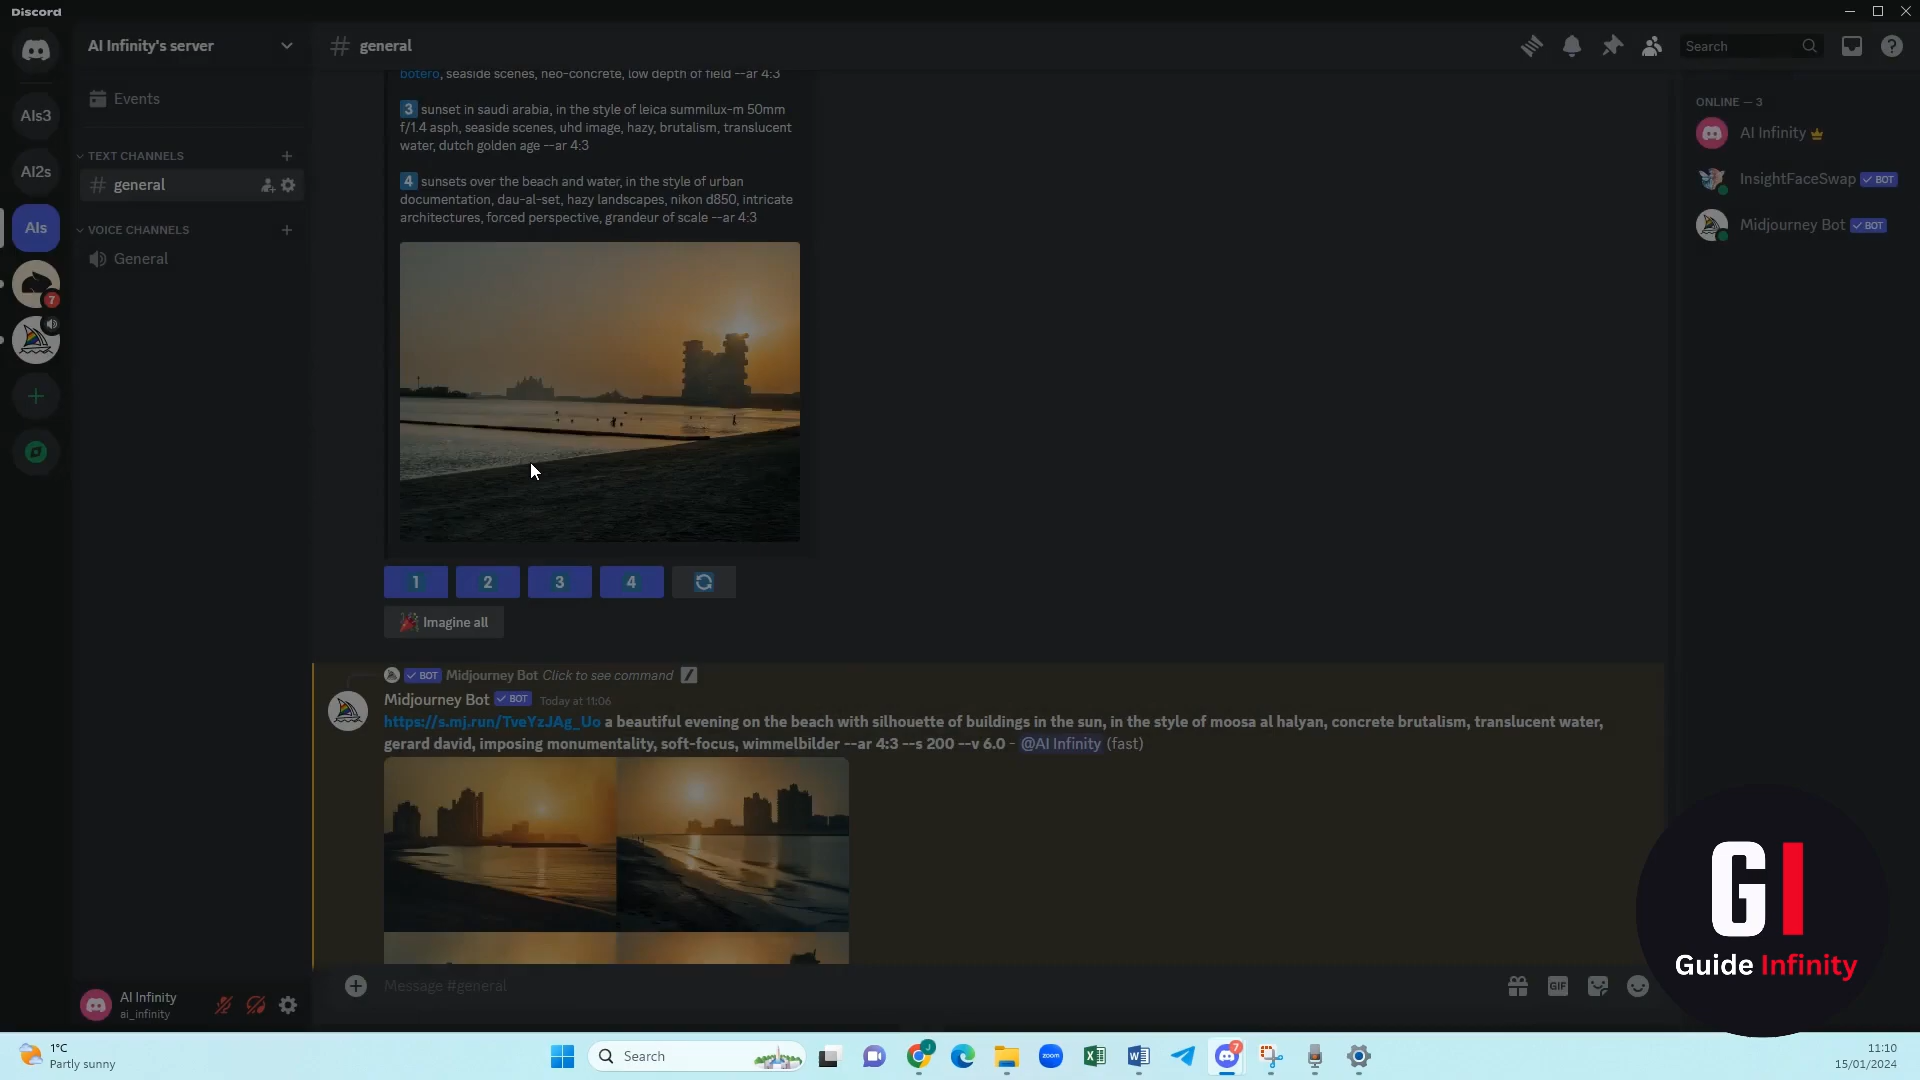 Discord
AI Infinity's server
general
Search
Events
AIs3
TEXT CHANNELS
general
AI2s
VOICE CHANNELS
AIs
General
7
botero, seaside scenes, neo-concrete, low depth of field --ar 4:3
3 sunset in saudi arabia, in the style of leica summilux-m 50mm
f/1.4 asph, seaside scenes, uhd image, hazy, brutalism, translucent
water, dutch golden age --ar 4:3
4 sunsets over the beach and water, in the style of urban
documentation, dau-al-set, hazy landscapes, nikon d850, intricate
architectures, forced perspective, grandeur of scale --ar 4:3
1 2 3 4
Imagine all
BOT Midjourney Bot Click to see command
Midjourney Bot BOT Today at 11:06
https://s.mj.run/TveYzJAg_Uo a beautiful evening on the beach with silhouette of buildings in the sun, in the style of moosa al halyan, concrete brutalism, translucent water,
gerard david, imposing monumentality, soft-focus, wimmelbilder --ar 4:3 --s 200 --v 6.0 - @AI Infinity (fast)
Message #general
GIF
ONLINE — 3
AI Infinity
InsightFaceSwap BOT
Midjourney Bot BOT
GI
Guide Infinity
AI Infinity
ai_infinity
1°C
Partly sunny
Search
J
zoom
7
11:10
15/01/2024